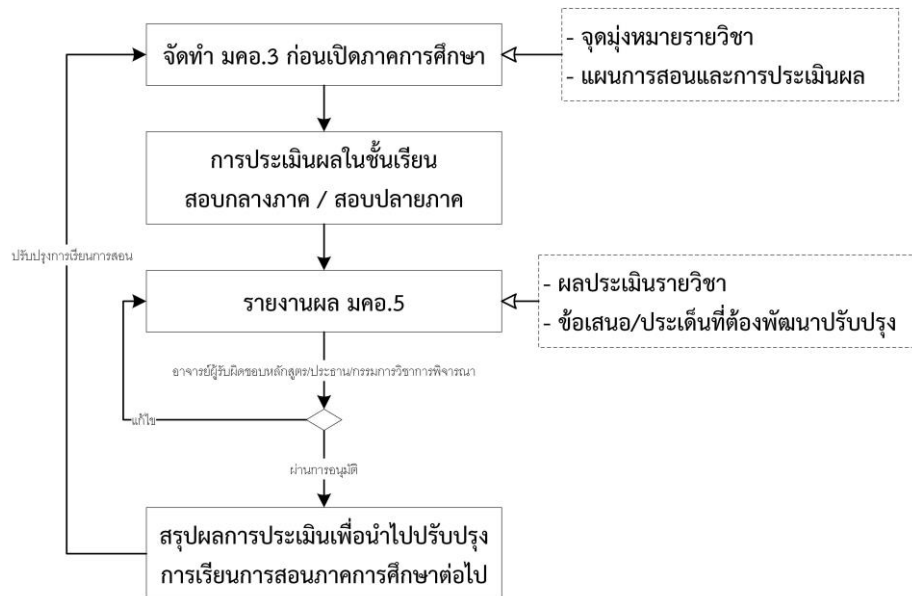 จัดทำ มคอ.3 ก่อนเปิดภาคการศึกษา
- จุดมุ่งหมายรายวิชา
- แผนการสอนและการประเมินผล
การประเมินผลในชั้นเรียน
สอบกลางภาค / สอบปลายภาค
ปรับปรุงการเรียนการสอน
รายงานผล มคอ.5
- ผลประเมินรายวิชา
- ข้อเสนอ/ประเด็นที่ต้องพัฒนาปรับปรุง
อาจารย์ผู้รับผิดชอบหลักสูตร/ประธาน/กรรมการวิชาการพิจารณา
แก้ไข
ผ่านการอนุมัติ
สรุปผลการประเมินเพื่อนำไปปรับปรุง
การเรียนการสอนภาคการศึกษาต่อไป